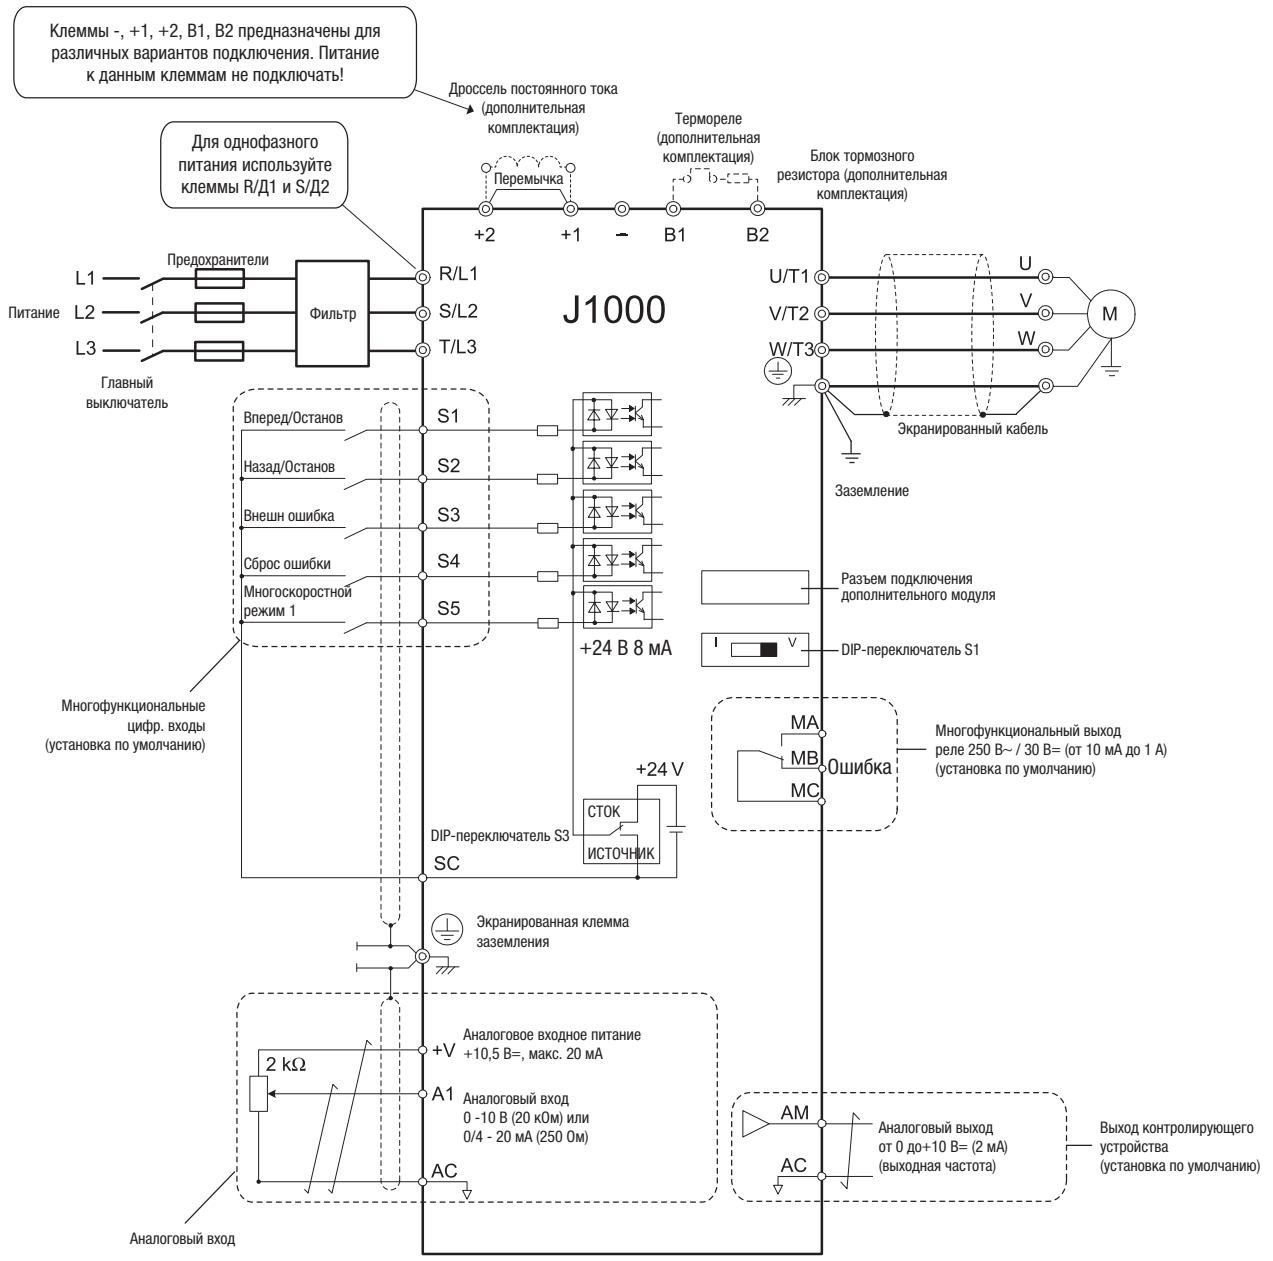 Клеммы -, +1, +2, B1, B2 предназначены для
различных вариантов подключения. Питание
к данным клеммам не подключать!
Дроссель постоянного тока
(дополнительная
комплектация)
Для однофазного
питания используйте
клеммы R/Д1 и S/Д2
Термореле
(дополнительная
комплектация)
Блок тормозного
резистора (дополнительная
комплектация)
Перемычка
+2
+1
–
B1
B2
Предохранители
Питание
L1
L2
L3
Фильтр
R/L1
S/L2
T/L3
J1000
U/T1
V/T2
W/T3
U
V
W
M
Главный
выключатель
Экранированный кабель
Заземление
Вперед/Останов
S1
Назад/Останов
S2
Внешн ошибка
S3
Сброс ошибки
S4
Многоскоростной
режим 1
S5
+24 В 8 мА
Разъем подключения
дополнительного модуля
I
V
DIP-переключатель S1
Многофункциональные
цифр. входы
(установка по умолчанию)
MA
MB
MC
Ошибка
Многофункциональный выход
реле 250 В~ / 30 В= (от 10 мА до 1 А)
(установка по умолчанию)
+24 V
СТОК
DIP-переключатель S3
ИСТОЧНИК
SC
Экранированная клемма
заземления
2 kΩ
+V
Аналоговое входное питание
+10,5 В=, макс. 20 мА
A1
Аналоговый вход
0 -10 В (20 кОм) или
0/4 - 20 мА (250 Ом)
AC
Аналоговый вход
AM
AC
Аналоговый выход
от 0 до+10 В= (2 мА)
(выходная частота)
Выход контролирующего
устройства
(установка по умолчанию)